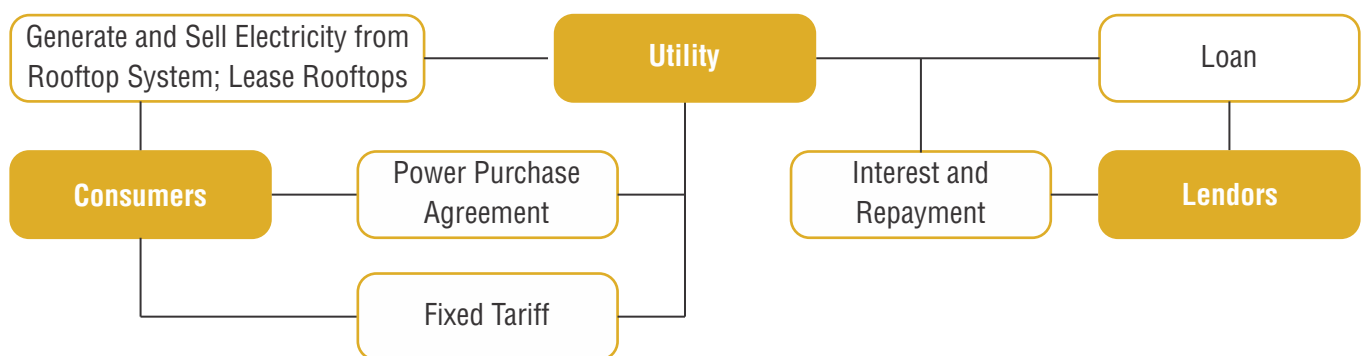 Generate and Sell Electricity from
Rooftop System; Lease Rooftops
Utility
Loan
Consumers
Power Purchase
Agreement
Interest and
Repayment
Lendors
Fixed Tariff